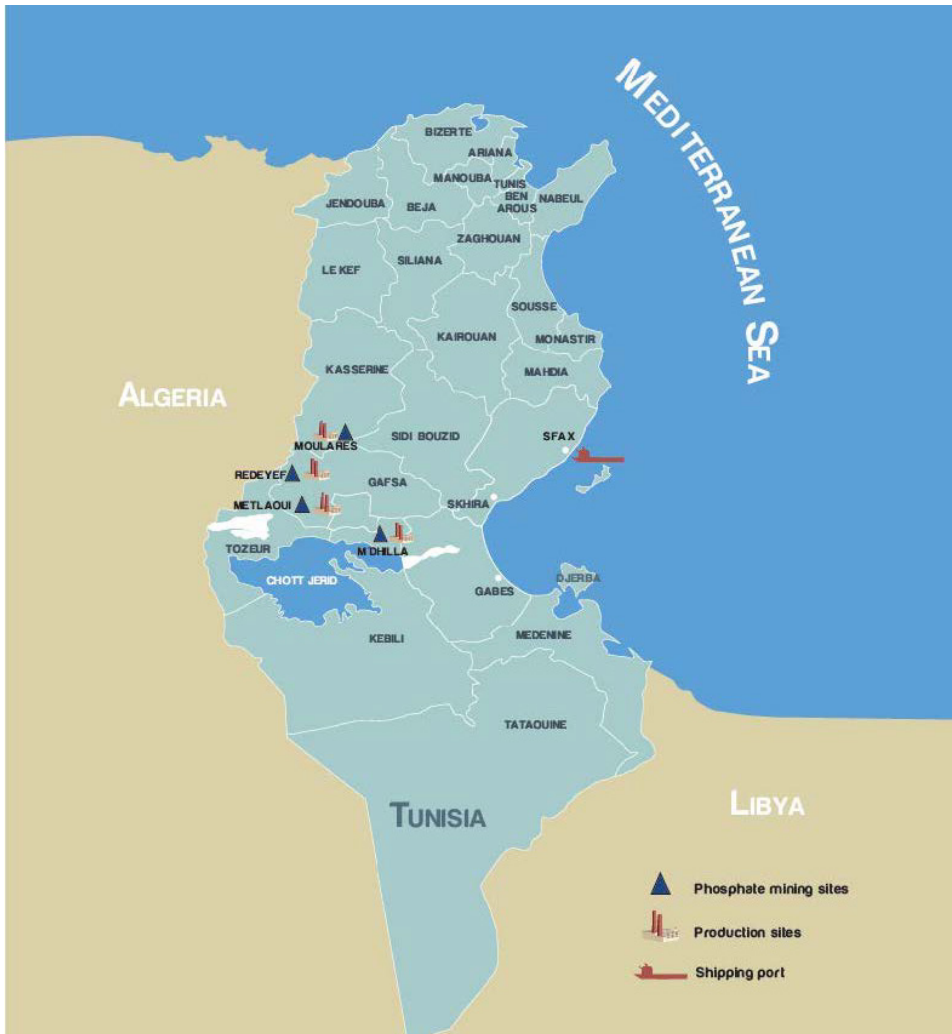 MEDITERRANEAN SEA
BIZERTE
ARIANA
MANOUBA
TUNIS
BEN
AROUS
NABEUL
JENDOUBA
BEJA
ZAGHOUAN
SILIANA
LE KEF
SOUSSE
KAIROUAN
MONASTIR
KASSERINE
MAHDIA
ALGERIA
SIDI BOUZID
SFAX
MOULARES
REDEYEF
GAFSA
METLAOUI
SKHIRA
TOZEUR
M'DHILLA
CHOTT JERID
GABES
DJERBA
KEBILI
MEDENINE
TATAOUINE
TUNISIA
LIBYA
Phosphate mining sites
Production sites
Shipping port